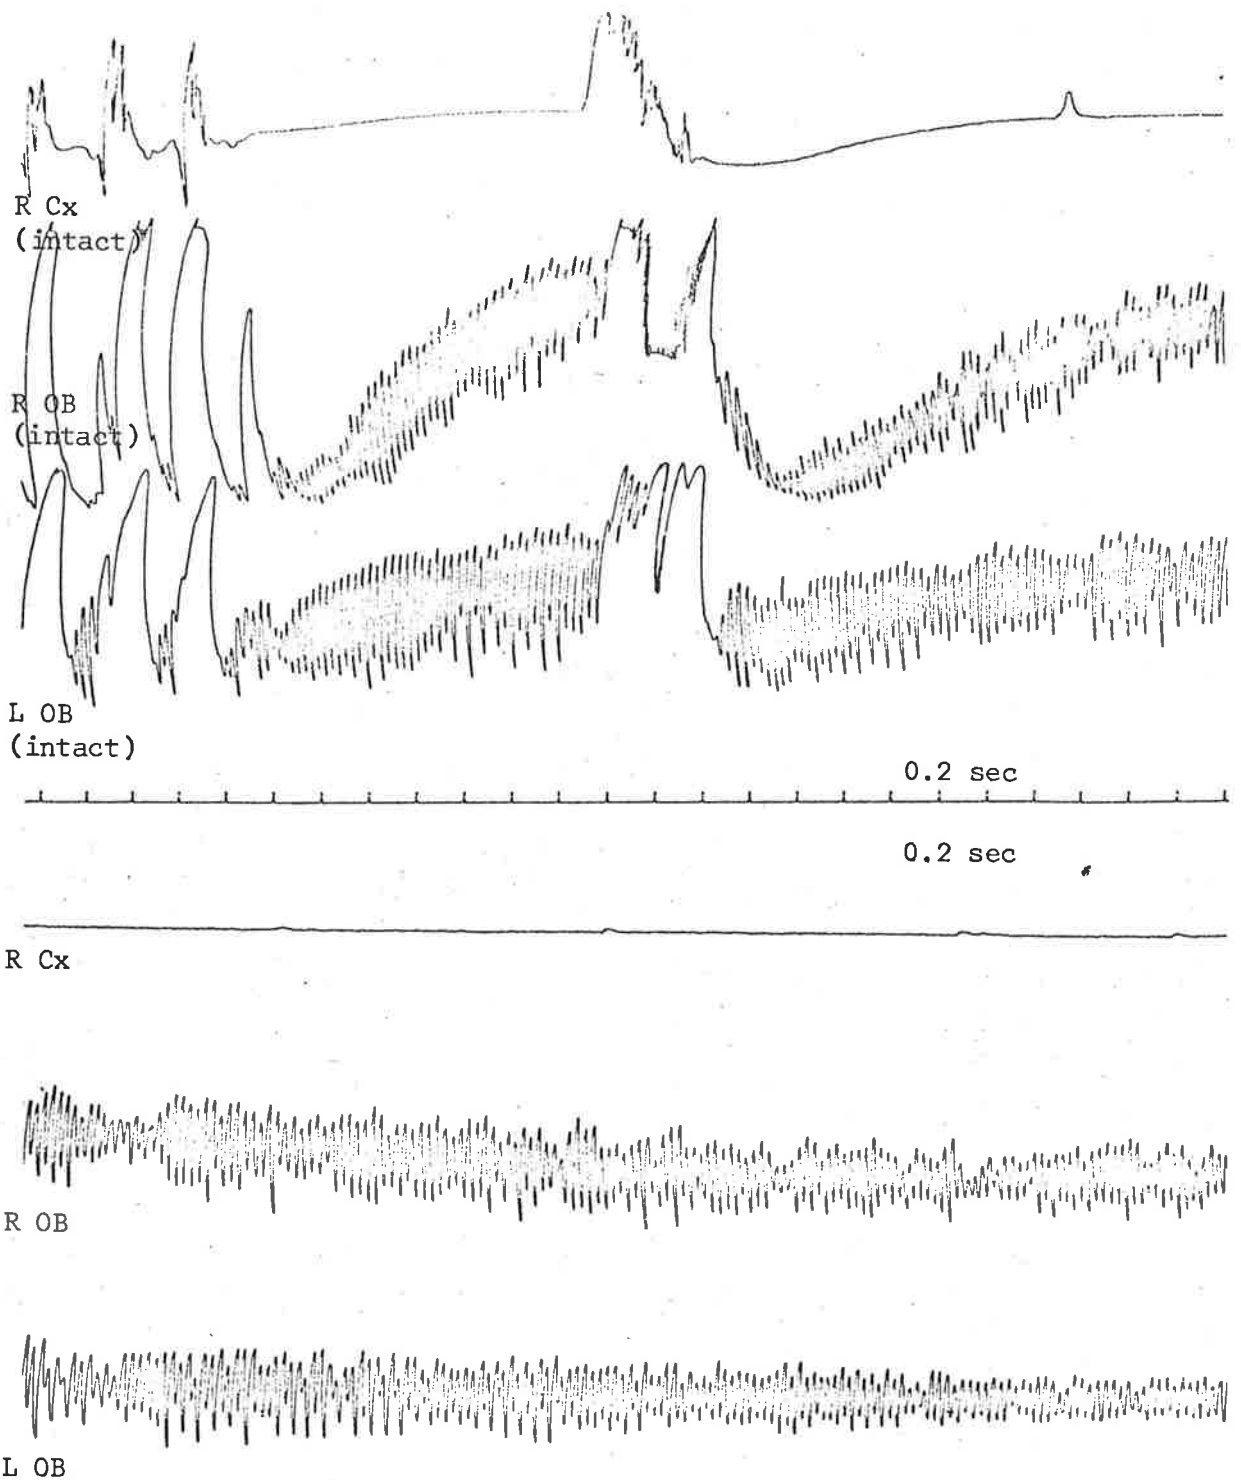 R Cx
(intact)
R OB
(intact)
L OB
(intact)
0.2 sec
0.2 sec
R Cx
R OB
L OB